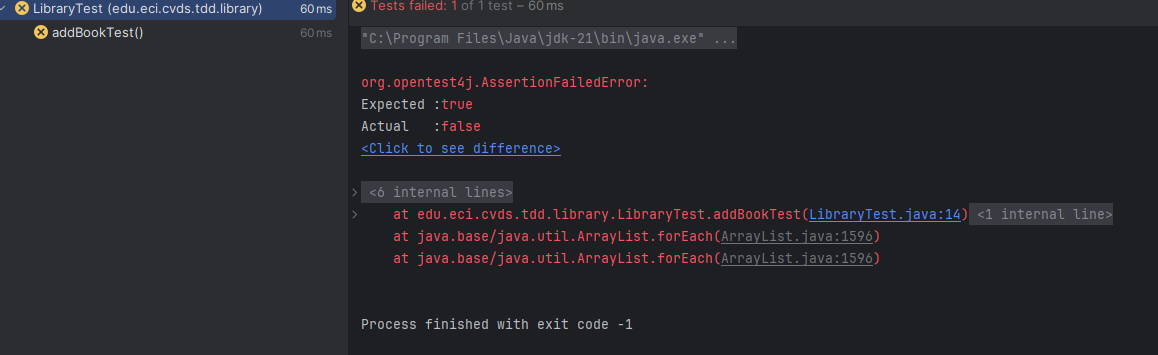 LibraryTest (edu.eci.cvds.tdd.library) 60 ms
addBookTest() 60 ms
Tests failed: 1 of 1 test – 60 ms
"C:\Program Files\Java\jdk-21\bin\java.exe" ...
org.opentest4j.AssertionFailedError:
Expected :true
Actual   :false
<Click to see difference>
<6 internal lines>
at edu.eci.cvds.tdd.library.LibraryTest.addBookTest(LibraryTest.java:14) <1 internal line>
at java.base/java.util.ArrayList.forEach(ArrayList.java:1596)
at java.base/java.util.ArrayList.forEach(ArrayList.java:1596)
Process finished with exit code -1